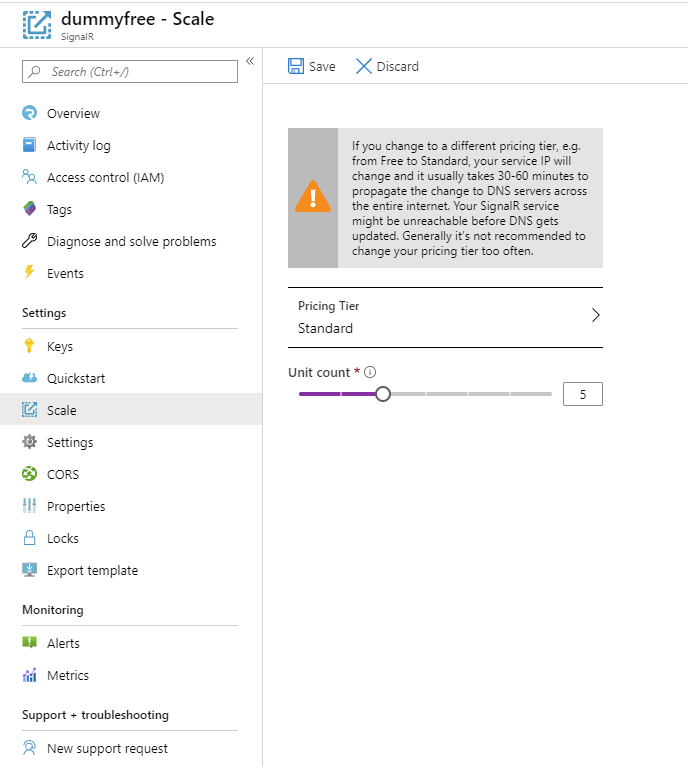 dummyfree - Scale
SignalR
Search (Ctrl+/)
«
Overview
Activity log
Access control (IAM)
Tags
Diagnose and solve problems
Events
Settings
Keys
Quickstart
Scale
Settings
CORS
Properties
Locks
Export template
Monitoring
Alerts
Metrics
Support + troubleshooting
New support request
Save
Discard
If you change to a different pricing tier, e.g.
from Free to Standard, your service IP will
change and it usually takes 30-60 minutes to
propagate the change to DNS servers across
the entire internet. Your SignalR service
might be unreachable before DNS gets
updated. Generally it's not recommended to
change your pricing tier too often.
Pricing Tier
Standard
Unit count *
5